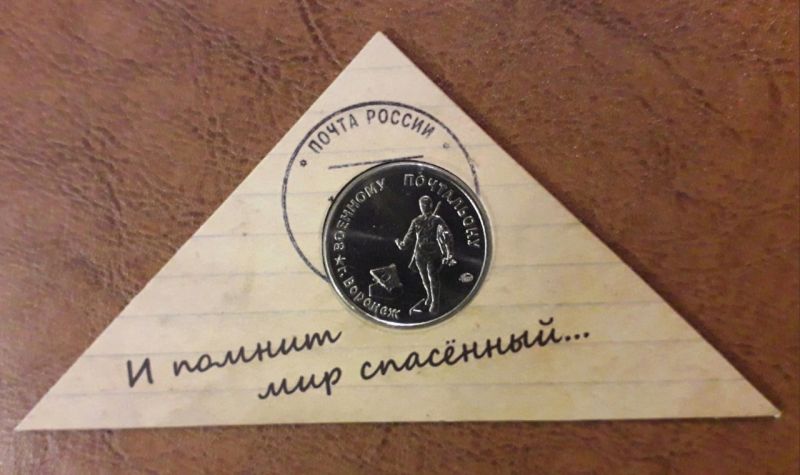 * ПОЧТА РОССИИ *
ВОЕННОМУ ПОЧТАЛЬОНУ
★ г. Воронеж
И помнит
мир спасённый...